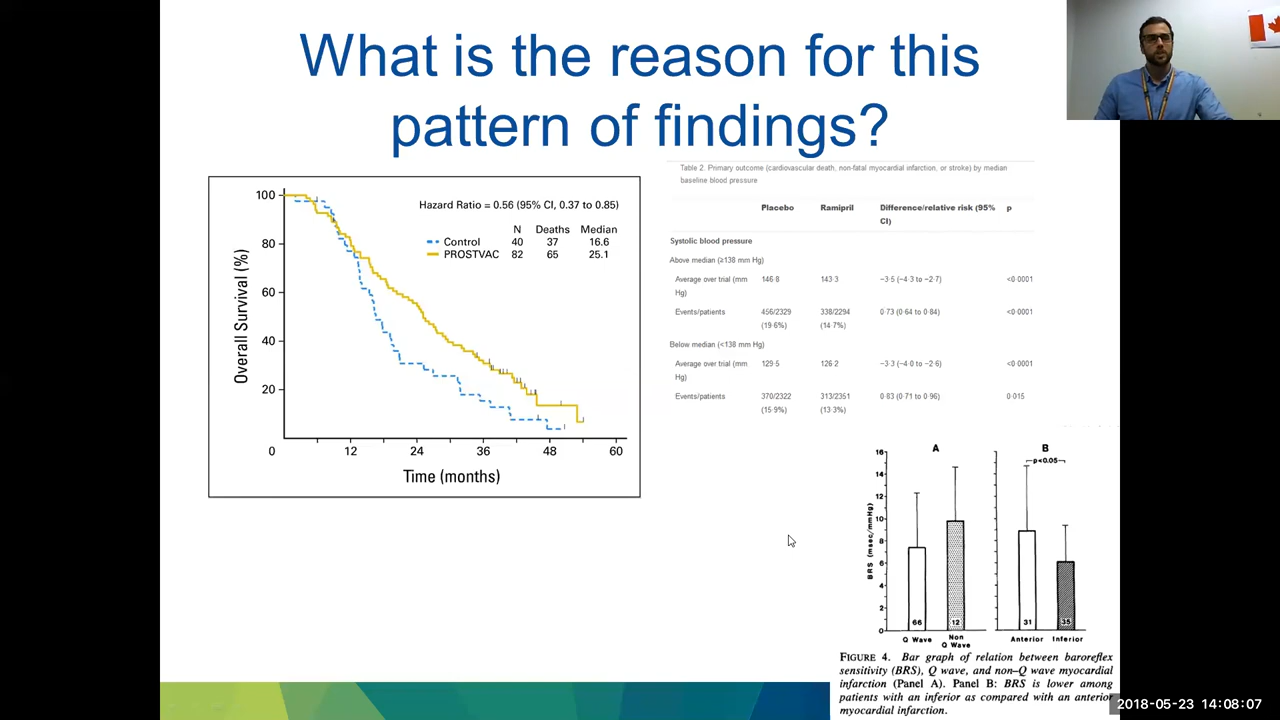 What is the reason for this
pattern of findings?
100
80
60
40
20
0
12
24
36
48
60
Overall Survival (%)
Time (months)
Hazard Ratio = 0.56 (95% CI, 0.37 to 0.85)
N Deaths Median
Control 40 37 16.6
PROSTVAC 82 65 25.1
Table 2. Primary outcome (cardiovascular death, non-fatal myocardial infarction, or stroke) by median
baseline blood pressure
Placebo Ramipril Difference/relative risk (95% p
CI)
Systolic blood pressure
Above median (≥138 mm Hg)
Average over trial (mm 146·8 143·3 −3·5 (−4·3 to −2·7) <0·0001
Hg)
Events/patients 456/2329 338/2294 0·73 (0·64 to 0·84) <0·0001
(19·6%) (14·7%)
Below median (<138 mm Hg)
Average over trial (mm 129·5 126·2 −3·3 (−4·0 to −2·6) <0·0001
Hg)
Events/patients 370/2322 313/2351 0·83 (0·71 to 0·96) 0·015
(15·9%) (13·3%)
A B
p<0.05
16
14
12
10
8
6
4
2
0
BRS (msec/mmHg)
66 12 31 35
Q Wave Non Anterior Inferior
Q Wave
FIGURE 4. Bar graph of relation between baroreflex
sensitivity (BRS), Q wave, and non–Q wave myocardial
infarction (Panel A). Panel B: BRS is lower among
patients with an inferior as compared with an anterior
myocardial infarction.
2018-05-23 14:08:07